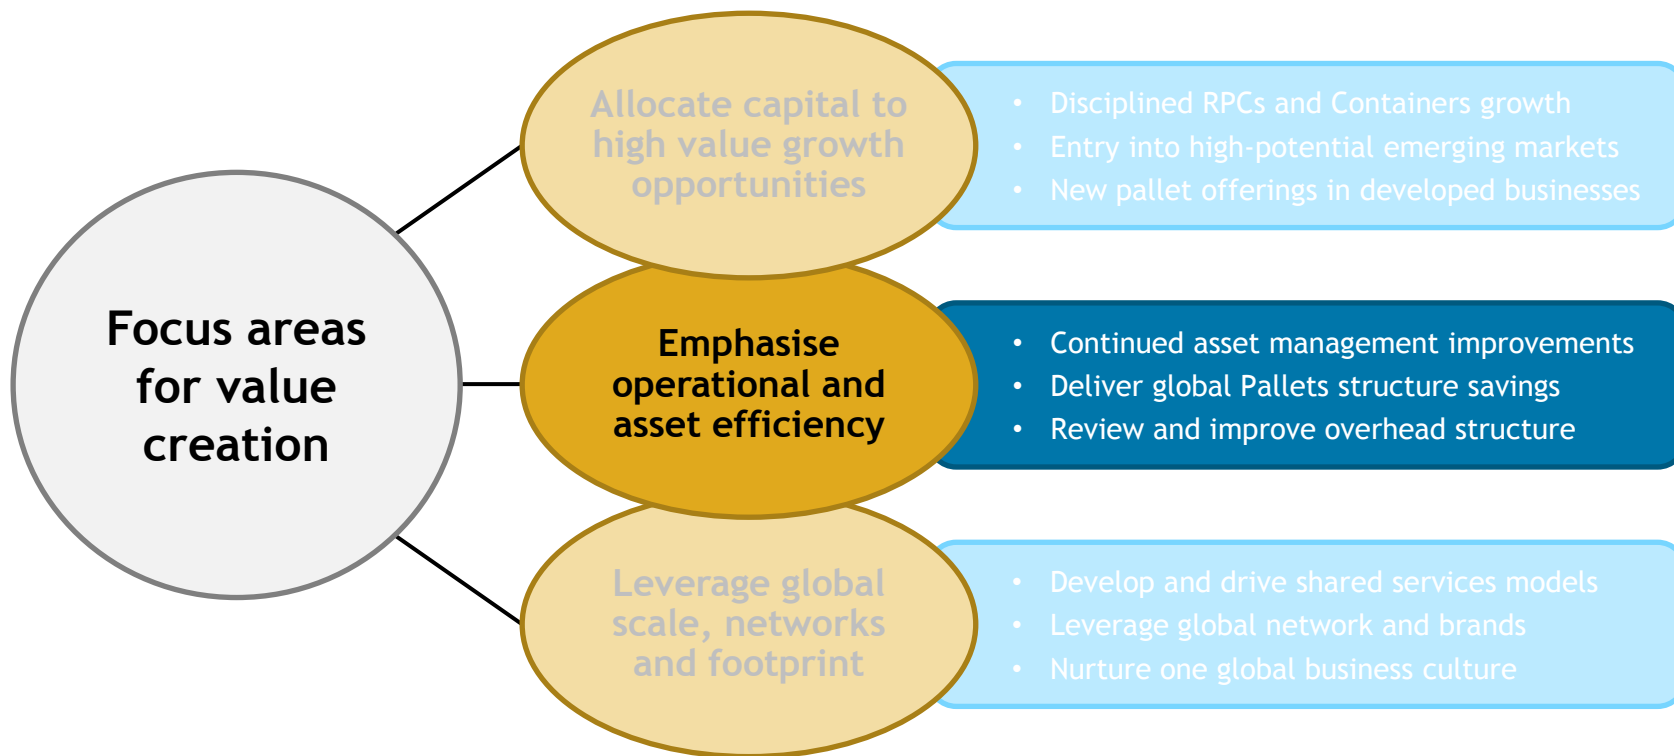 Focus areas
for value
creation
Allocate capital to
high value growth
opportunities
• Disciplined RPCs and Containers growth
• Entry into high-potential emerging markets
• New pallet offerings in developed businesses
Emphasise
operational and
asset efficiency
• Continued asset management improvements
• Deliver global Pallets structure savings
• Review and improve overhead structure
Leverage global
scale, networks
and footprint
• Develop and drive shared services models
• Leverage global network and brands
• Nurture one global business culture